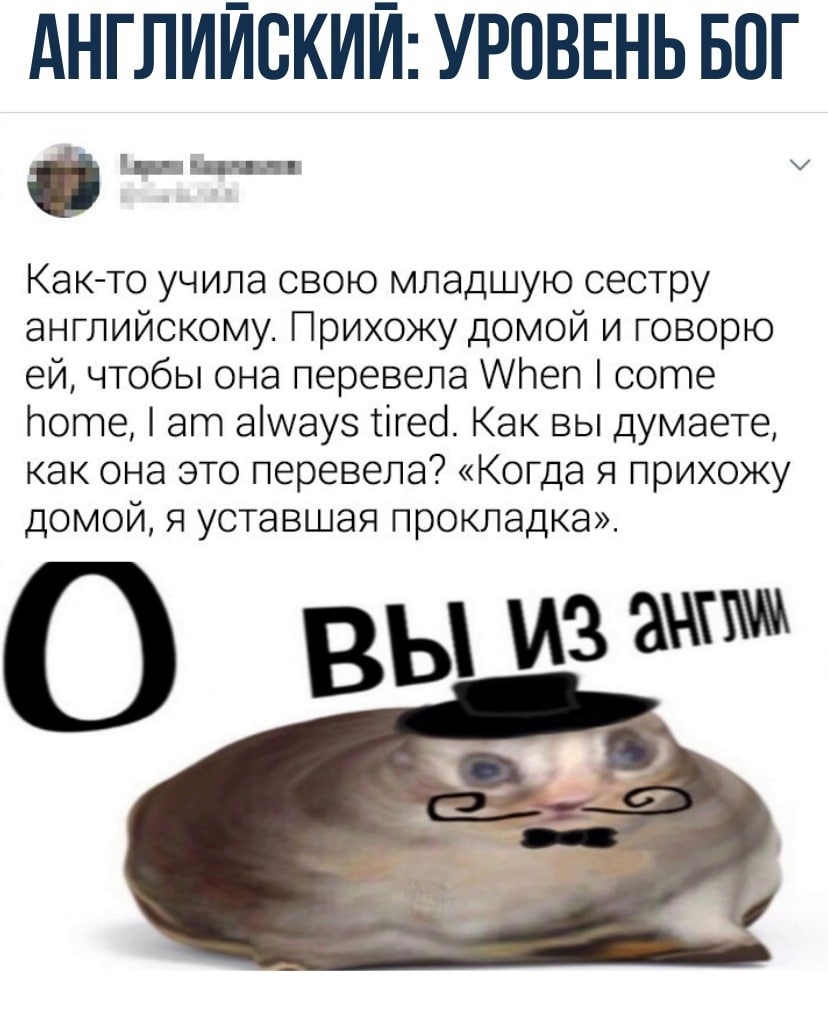 АНГЛИЙСКИЙ: УРОВЕНЬ БОГ
Как-то учила свою младшую сестру
английскому. Прихожу домой и говорю
ей, чтобы она перевела When I come
home, I am always tired. Как вы думаете,
как она это перевела? «Когда я прихожу
домой, я уставшая прокладка».
О вы из англии